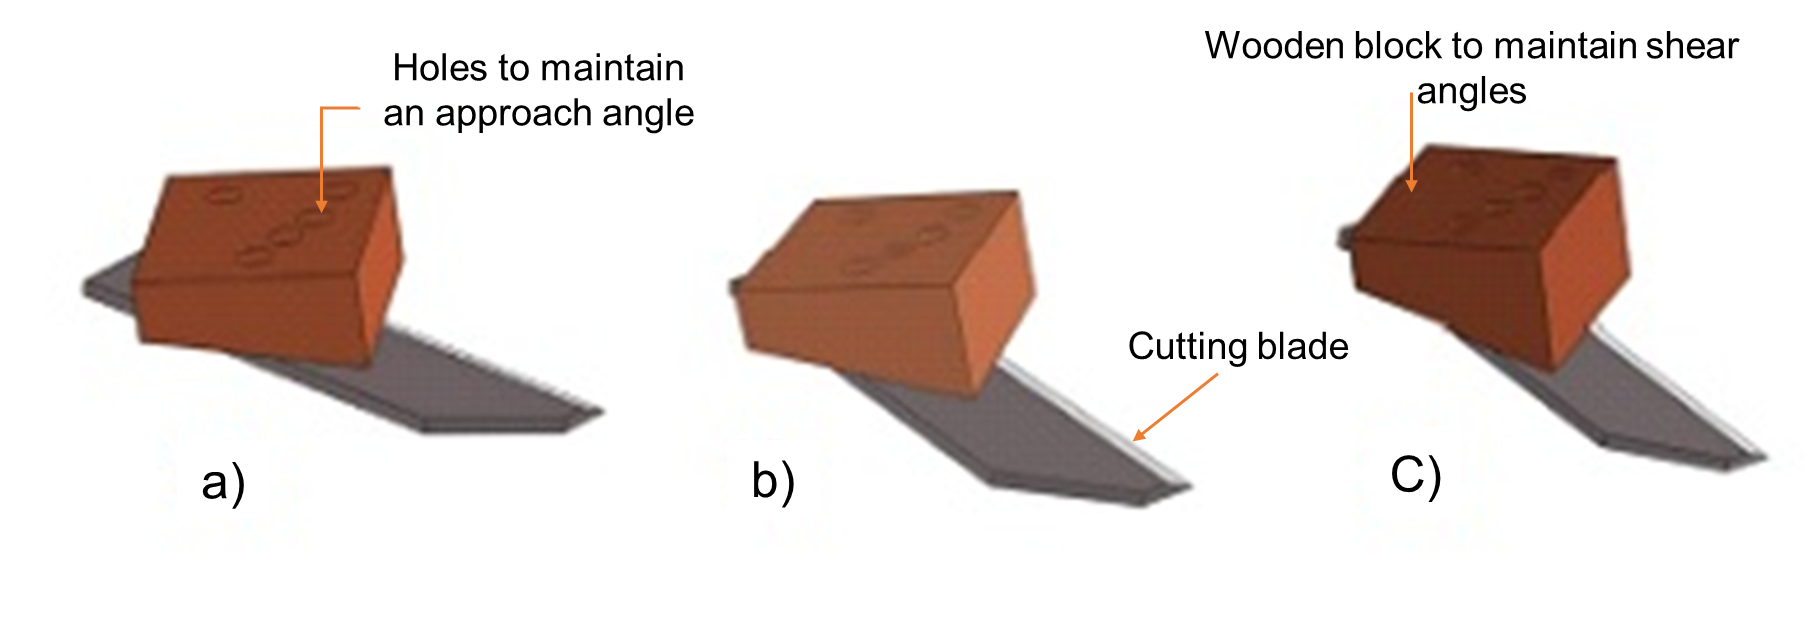 Holes to maintain
an approach angle
Wooden block to maintain shear
angles
Cutting blade
a)
b)
C)